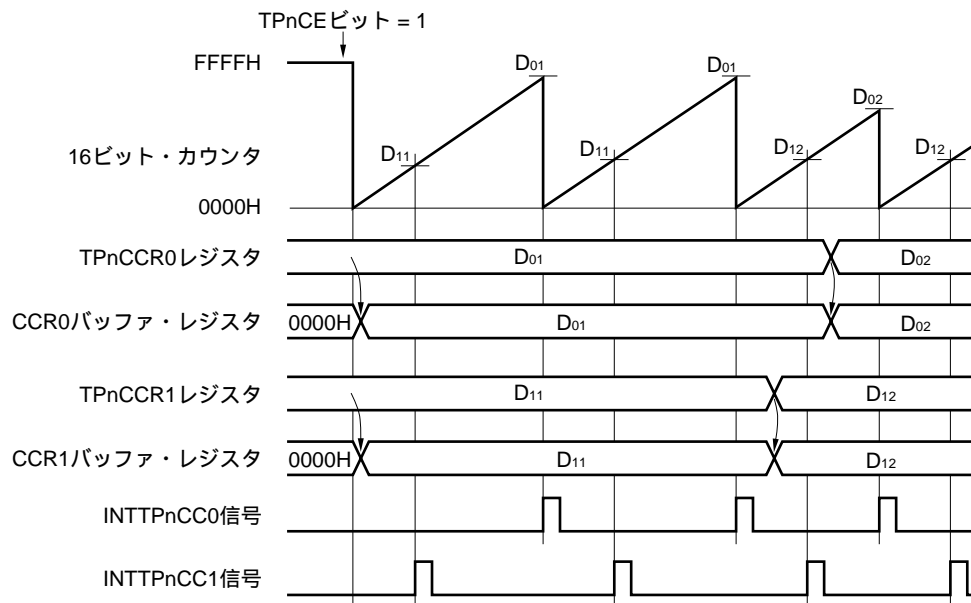 TPnCEビット = 1
FFFFH
D01
D01
D02
16ビット・カウンタ
D11
D11
D12
D12
0000H
TPnCCR0レジスタ
D01
D02
CCR0バッファ・レジスタ
0000H
D01
D02
TPnCCR1レジスタ
D11
D12
CCR1バッファ・レジスタ
0000H
D11
D12
INTTPnCC0信号
INTTPnCC1信号